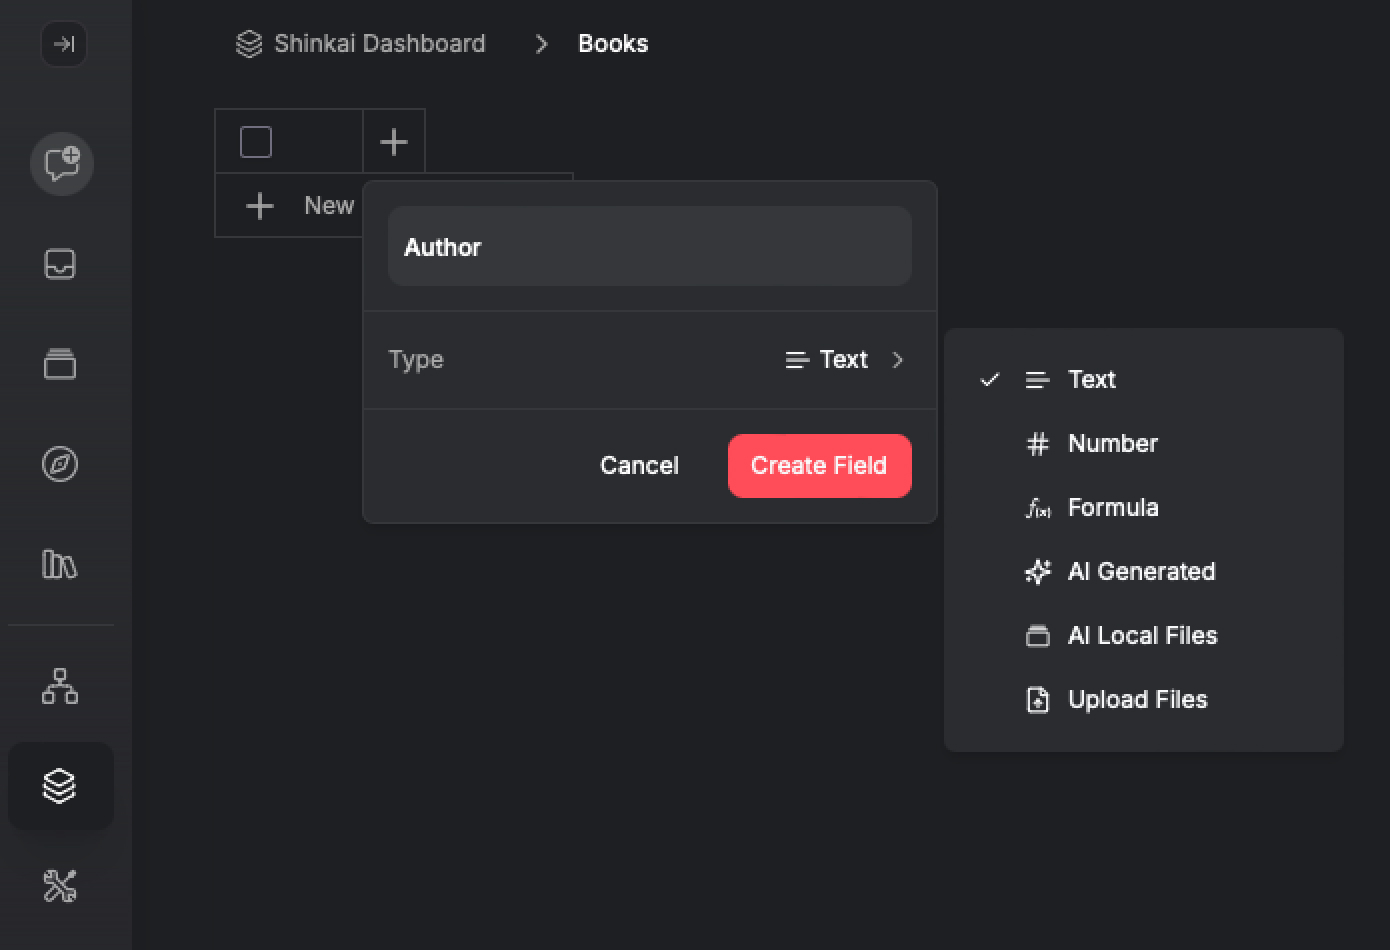 Shinkai Dashboard > Books
New
Author
Type Text
Cancel Create Field
Text
Number
Formula
AI Generated
AI Local Files
Upload Files